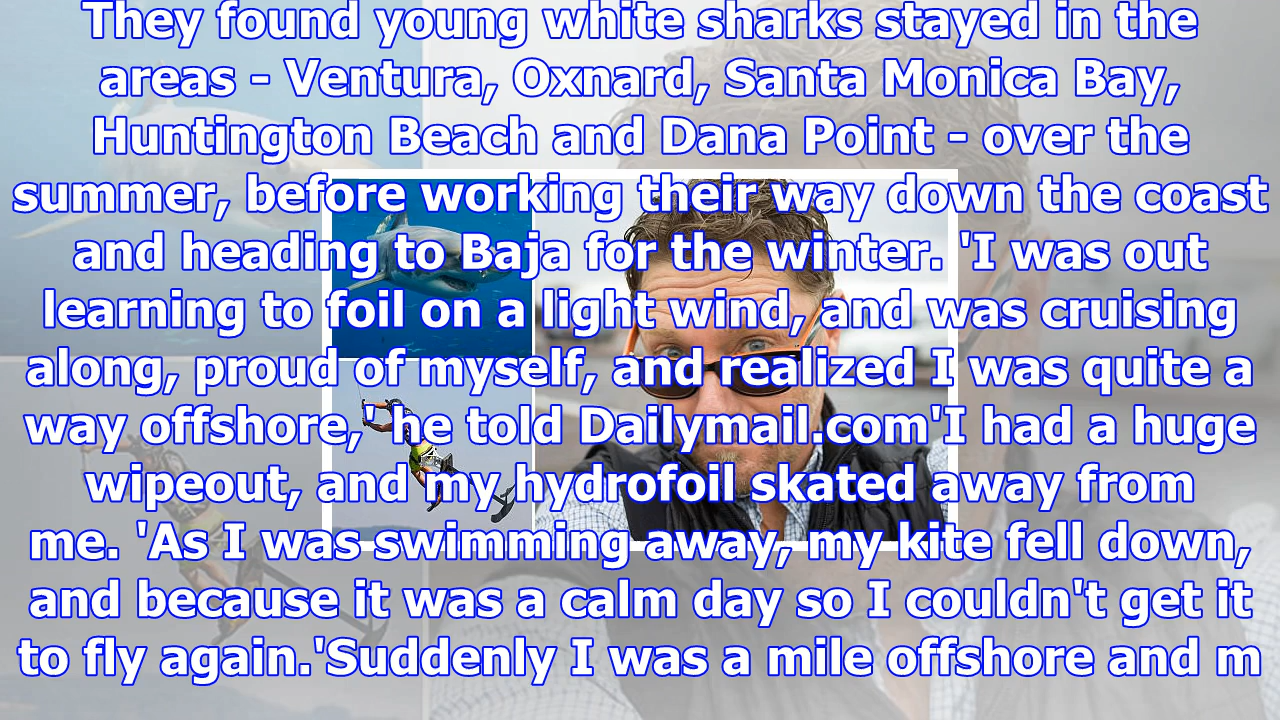 They found young white sharks stayed in the
areas - Ventura, Oxnard, Santa Monica Bay,
Huntington Beach and Dana Point - over the
summer, before working their way down the coast
and heading to Baja for the winter. 'I was out
learning to foil on a light wind, and was cruising
along, proud of myself, and realized I was quite a
way offshore,' he told Dailymail.com'I had a huge
wipeout, and my hydrofoil skated away from
me. 'As I was swimming away, my kite fell down,
and because it was a calm day so I couldn't get it
to fly again.'Suddenly I was a mile offshore and m